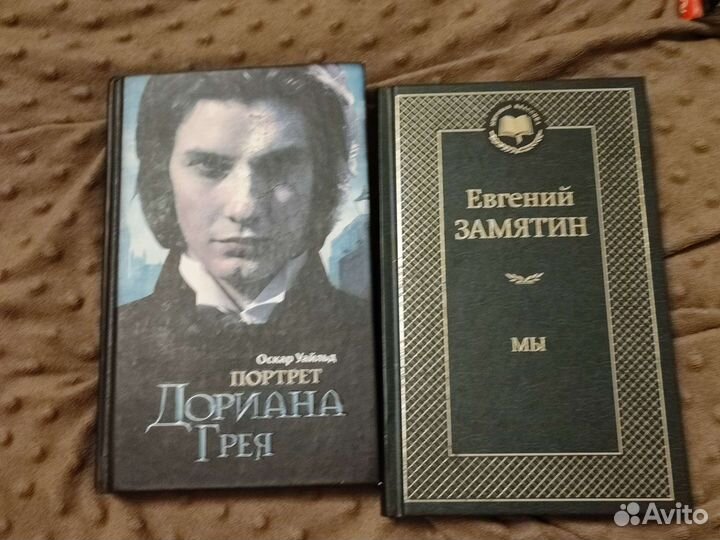 Оскар Уайльд
ПОРТРЕТ
ДОРИАНА
ГРЕЯ
Евгений
ЗАМЯТИН
МЫ
Avito